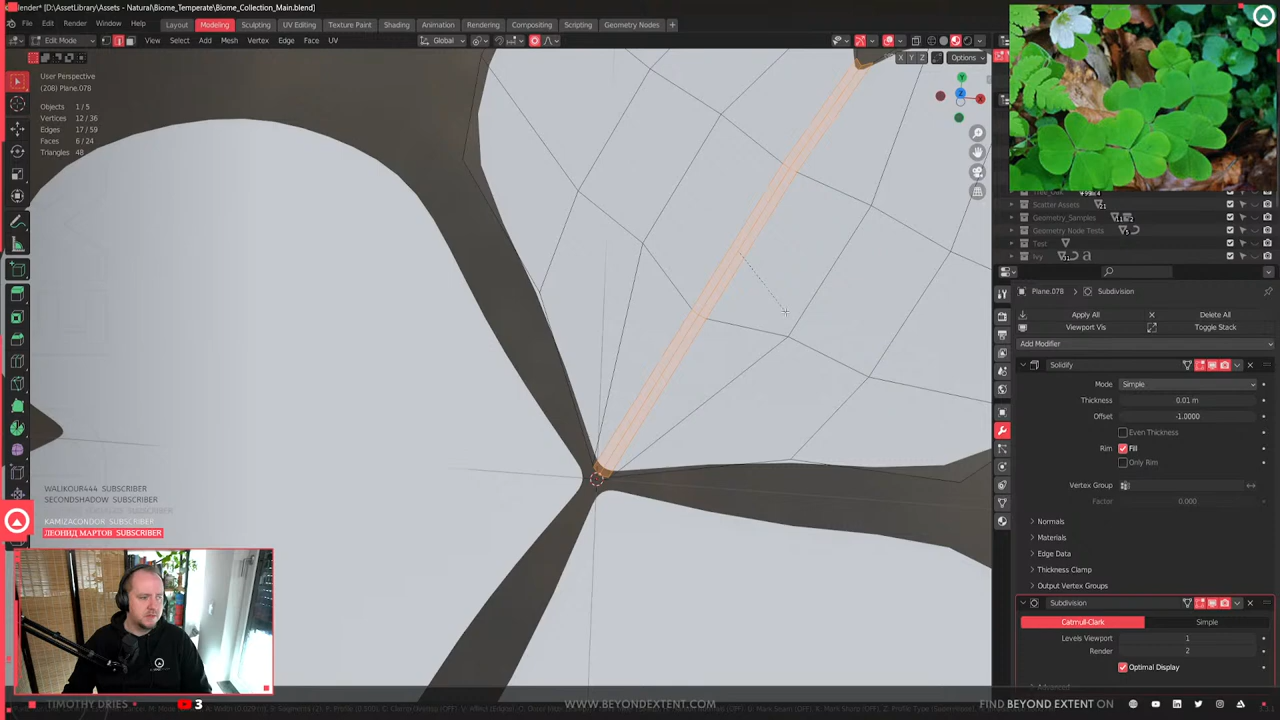 Blender* [D:\AssetLibrary\Assets - Natural\Biome_Temperate\Biome_Collection_Main.blend]
File Edit Render Window Help Layout Modeling Sculpting UV Editing Texture Paint Shading Animation Rendering Compositing Scripting Geometry Nodes +
Edit Mode View Select Add Mesh Vertex Edge Face UV Global
X Y Z Options
User Perspective
(208) Plane.078
Objects 1 / 5
Vertices 12 / 36
Edges 17 / 59
Faces 6 / 24
Triangles 48
Scatter Assets 21
Geometry_Samples
Geometry Node Tests
Test
Ivy
Plane.078 > Subdivision
Apply All Delete All
Viewport Vis Toggle Stack
Add Modifier
Solidify
Mode Simple
Thickness 0.01 m
Offset -1.0000
Even Thickness
Rim Fill
Only Rim
Vertex Group
Factor 0.000
Normals
Materials
Edge Data
Thickness Clamp
Output Vertex Groups
Subdivision
Catmull-Clark Simple
Levels Viewport 1
Render 2
Optimal Display
WALIKOUR444 SUBSCRIBER
SECONDSHADOW SUBSCRIBER
KAMIZACONDOR SUBSCRIBER
ЛЕОНИД МАРТОВ SUBSCRIBER
TIMOTHY DRIES 3 WWW.BEYONDEXTENT.COM FIND BEYOND EXTENT ON